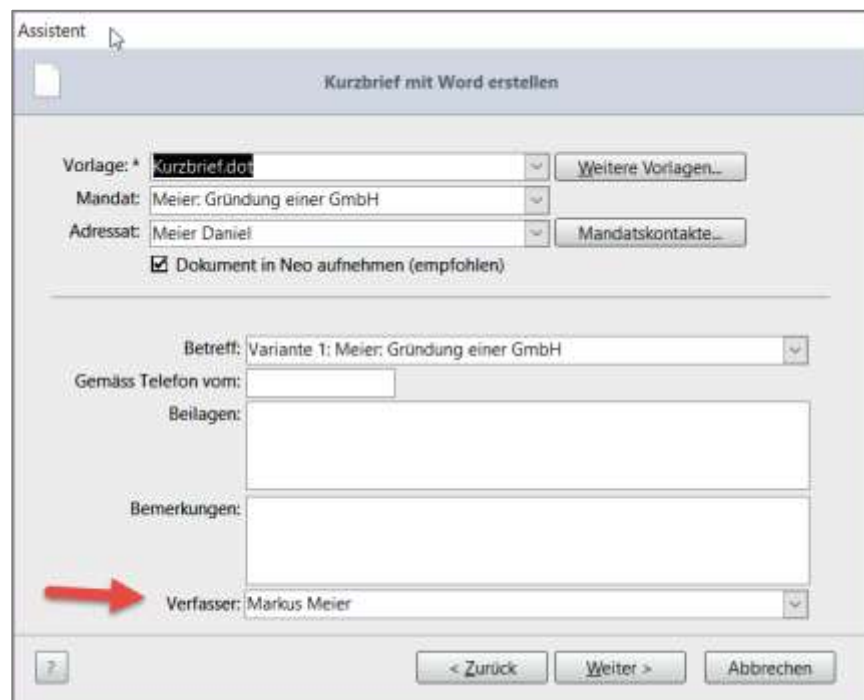 Assistent
Kurzbrief mit Word erstellen
Vorlage: * Kurzbrief.dot Weitere Vorlagen...
Mandat: Meier: Gründung einer GmbH
Adressat: Meier Daniel Mandatskontakte...
Dokument in Neo aufnehmen (empfohlen)
Betreff: Variante 1: Meier: Gründung einer GmbH
Gemäss Telefon vom:
Beilagen:
Bemerkungen:
Verfasser: Markus Meier
? < Zurück Weiter > Abbrechen